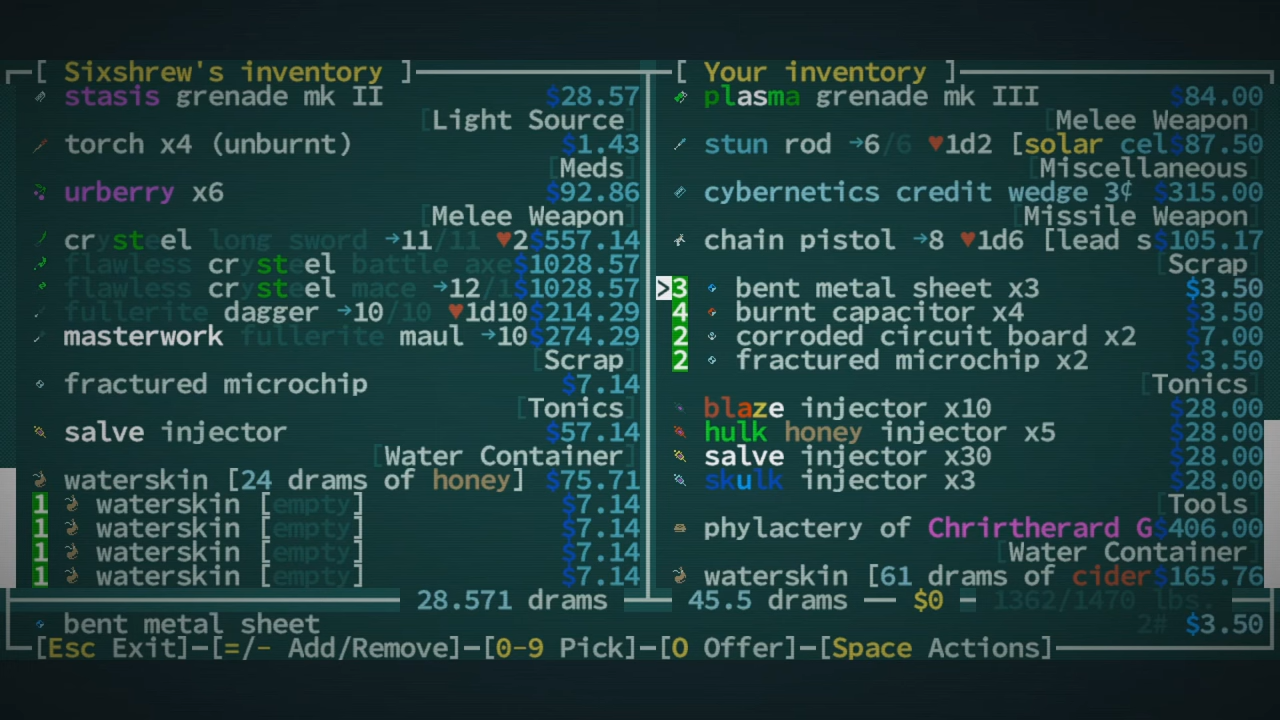 [ Sixshrew's inventory ]
stasis grenade mk II $28.57
[Light Source]
torch x4 (unburnt) $1.43
[Meds]
urberry x6 $92.86
[Melee Weapon]
crysteel long sword →11/11 ♥2 $557.14
flawless crysteel battle axe $1028.57
flawless crysteel mace →12/1 $1028.57
fullerite dagger →10/10 ♥1d10 $214.29
masterwork fullerite maul →10 $274.29
[Scrap]
fractured microchip $7.14
[Tonics]
salve injector $57.14
[Water Container]
waterskin [24 drams of honey] $75.71
1 waterskin [empty] $7.14
1 waterskin [empty] $7.14
1 waterskin [empty] $7.14
1 waterskin [empty] $7.14
28.571 drams
[ Your inventory ]
plasma grenade mk III $84.00
[Melee Weapon]
stun rod →6/6 ♥1d2 [solar cel $87.50
[Miscellaneous]
cybernetics credit wedge 3¢ $315.00
[Missile Weapon]
chain pistol →8 ♥1d6 [lead s $105.17
[Scrap]
>3 bent metal sheet x3 $3.50
4 burnt capacitor x4 $3.50
2 corroded circuit board x2 $7.00
2 fractured microchip x2 $3.50
[Tonics]
blaze injector x10 $28.00
hulk honey injector x5 $28.00
salve injector x30 $28.00
skulk injector x3 $28.00
[Tools]
phylactery of Chrirtherard G $406.00
[Water Container]
waterskin [61 drams of cider $165.76
45.5 drams — $0 – 1362/1470 lbs.
bent metal sheet 2# $3.50
[Esc Exit]–[=/- Add/Remove]–[0-9 Pick]–[O Offer]–[Space Actions]